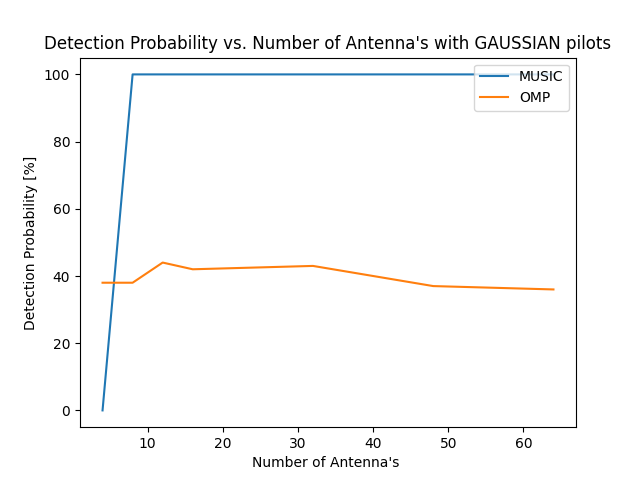 Detection Probability vs. Number of Antenna's with GAUSSIAN pilots
MUSIC
OMP
100
80
60
40
20
0
Detection Probability [%]
10 20 30 40 50 60
Number of Antenna's